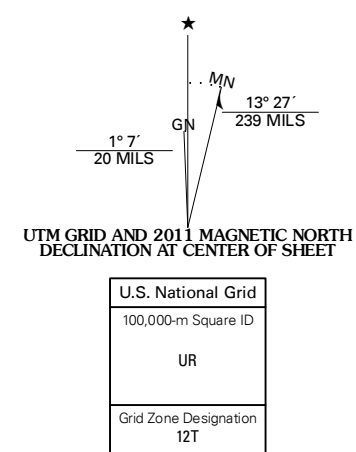 ★
MN
GN
13° 27´
239 MILS
1° 7´
20 MILS
UTM GRID AND 2011 MAGNETIC NORTH
DECLINATION AT CENTER OF SHEET
U.S. National Grid
100,000-m Square ID
UR
Grid Zone Designation
12T